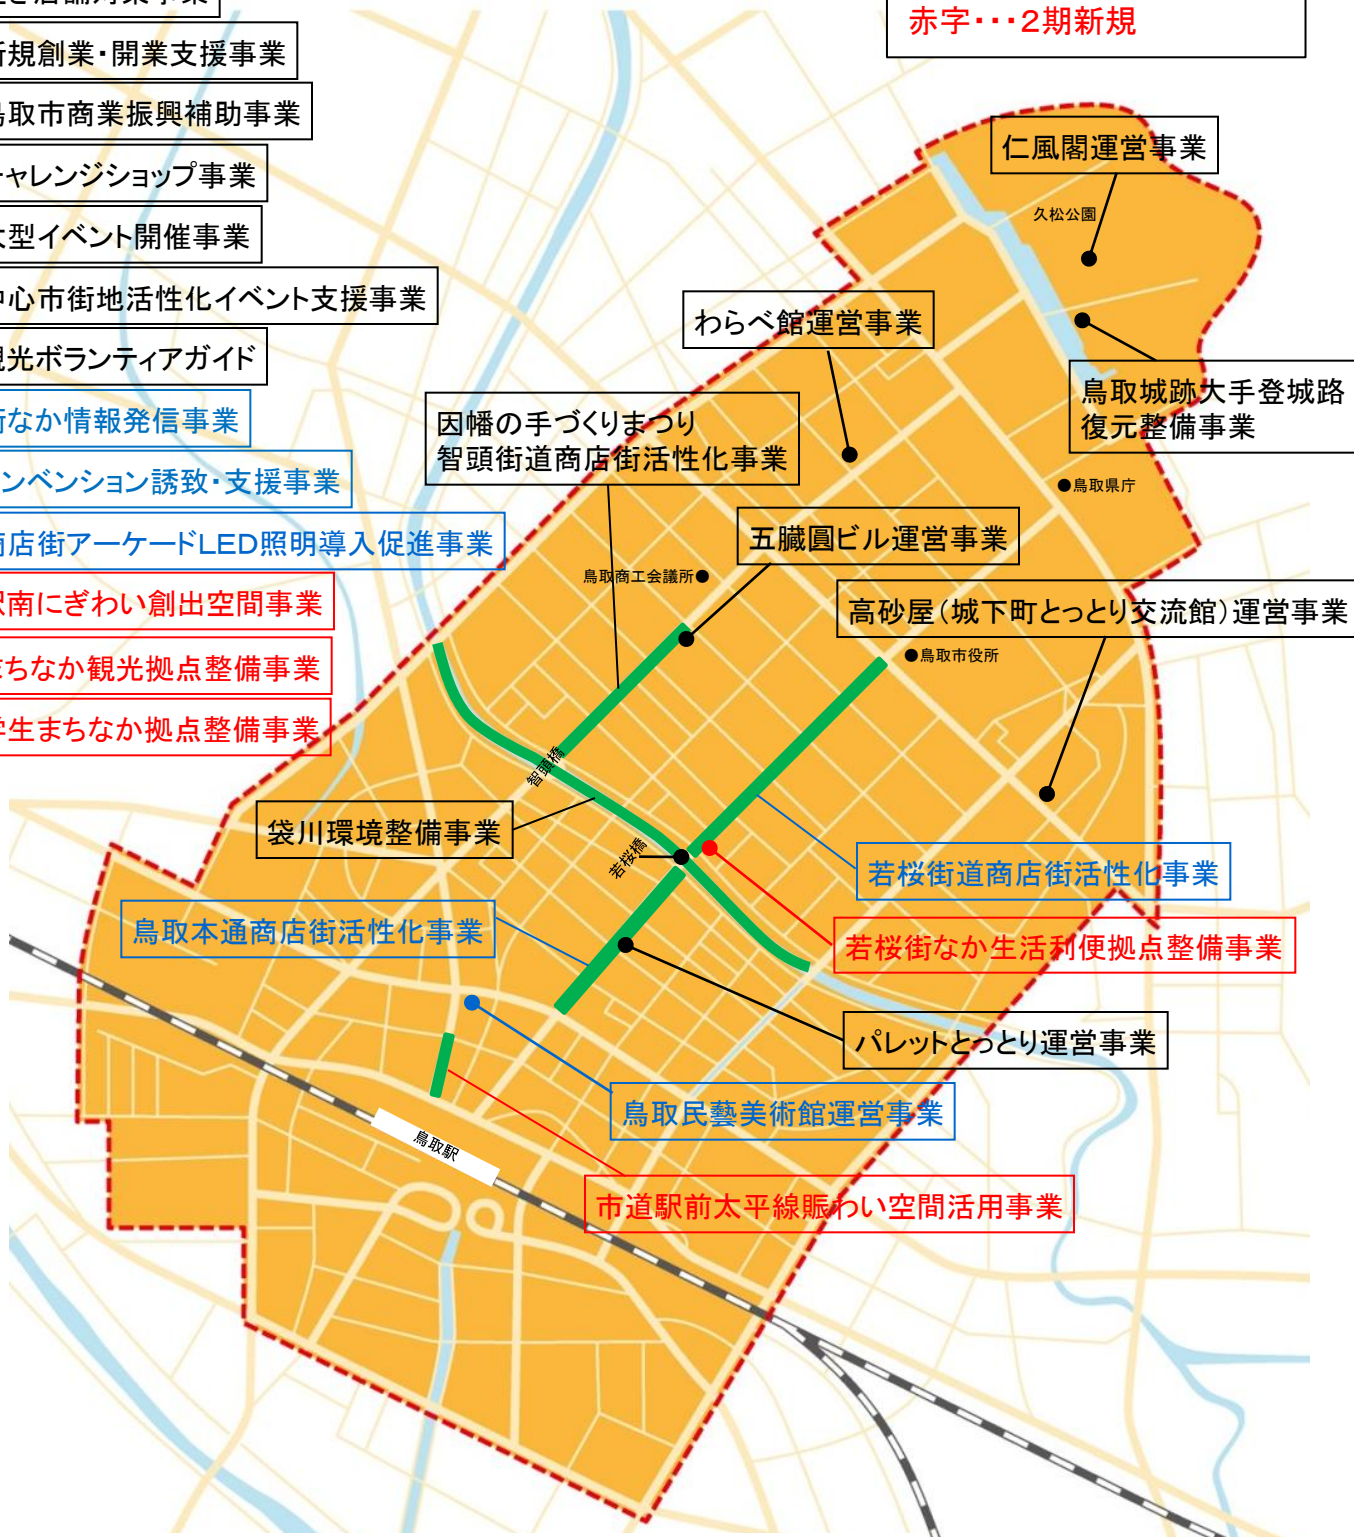 赤字・・・2期新規
店舗対策事業
規創業・開業支援事業
取市商業振興補助事業
ャレンジショップ事業
型イベント開催事業
心市街地活性化イベント支援事業
光ボランティアガイド
なか情報発信事業
ンベンション誘致・支援事業
店街アーケードLED照明導入促進事業
南にぎわい創出空間事業
ちなか観光拠点整備事業
生まちなか拠点整備事業
仁風閣運営事業
久松公園
わらべ館運営事業
鳥取城跡大手登城路
復元整備事業
因幡の手づくりまつり
智頭街道商店街活性化事業
鳥取県庁
五臓圓ビル運営事業
鳥取商工会議所
高砂屋（城下町とっとり交流館）運営事業
鳥取市役所
智頭橋
袋川環境整備事業
若桜橋
若桜街道商店街活性化事業
鳥取本通商店街活性化事業
若桜街なか生活利便拠点整備事業
パレットとっとり運営事業
鳥取民藝美術館運営事業
鳥取駅
市道駅前太平線賑わい空間活用事業